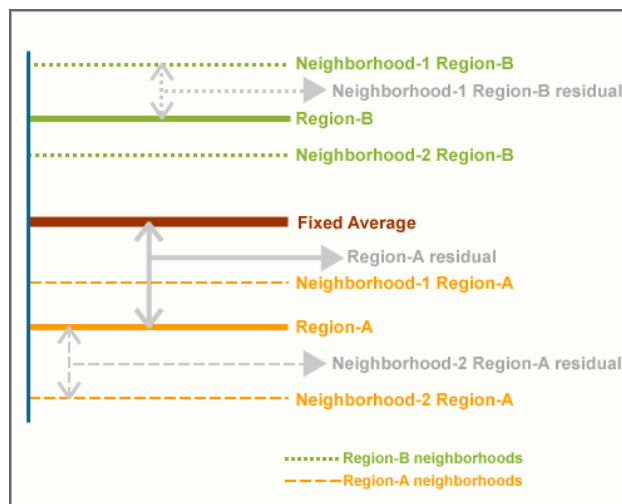 Neighborhood-1 Region-B
Neighborhood-1 Region-B residual
Region-B
Neighborhood-2 Region-B
Fixed Average
Region-A residual
Neighborhood-1 Region-A
Region-A
Neighborhood-2 Region-A residual
Neighborhood-2 Region-A
Region-B neighborhoods
Region-A neighborhoods